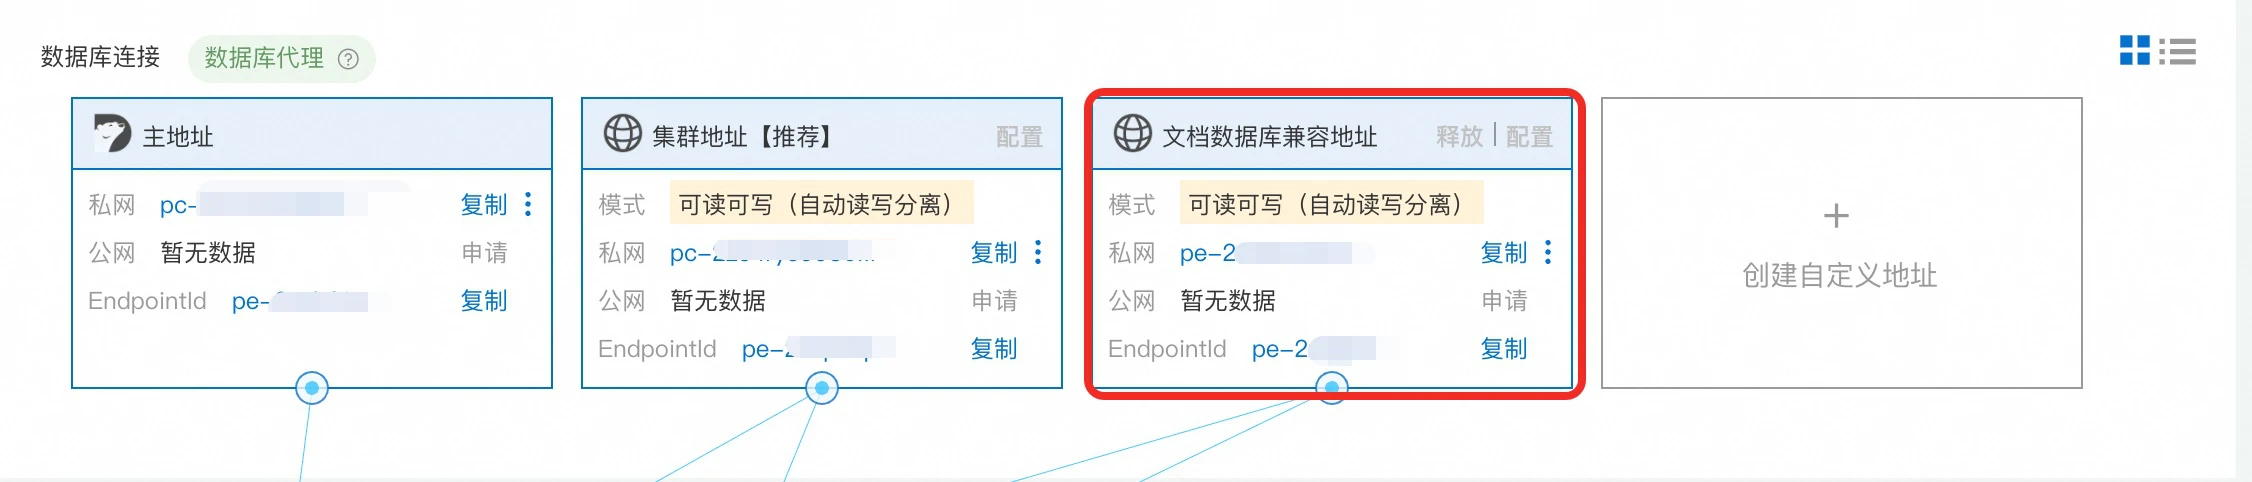 数据库连接 数据库代理 ?
主地址
私网 pc- 复制
公网 暂无数据 申请
EndpointId pe- 复制
集群地址【推荐】 配置
模式 可读可写（自动读写分离）
私网 pc- 复制
公网 暂无数据 申请
EndpointId pe- 复制
文档数据库兼容地址 释放 | 配置
模式 可读可写（自动读写分离）
私网 pe-2 复制
公网 暂无数据 申请
EndpointId pe-2 复制
+
创建自定义地址